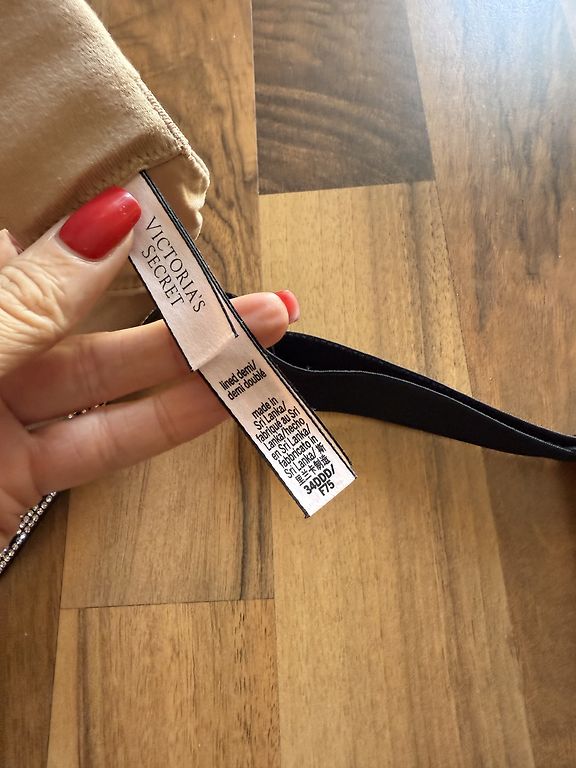 VICTORIA'S
SECRET
lined demi/
demi doublé
made in
Sri Lanka/
fabriqué au Sri
Lanka/hecho
en Sri Lanka/
fabbricato in
Sri Lanka/ 斯
里兰卡制造
34DDD/
F75